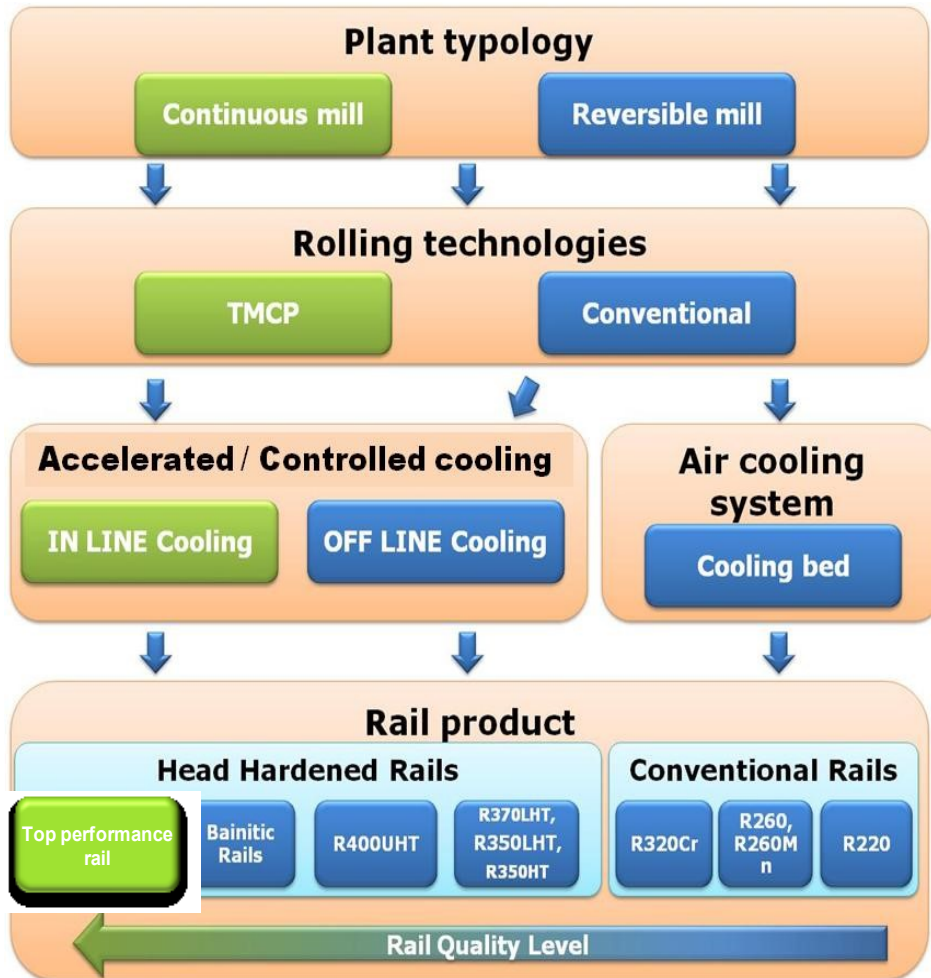 Plant typology
Continuous mill
Reversible mill
Rolling technologies
TMCP
Conventional
Accelerated / Controlled cooling
IN LINE Cooling
OFF LINE Cooling
Air cooling
system
Cooling bed
Rail product
Head Hardened Rails
Conventional Rails
Top performance
rail
Bainitic
Rails
R400UHT
R370LHT,
R350LHT,
R350HT
R320Cr
R260,
R260M
n
R220
Rail Quality Level